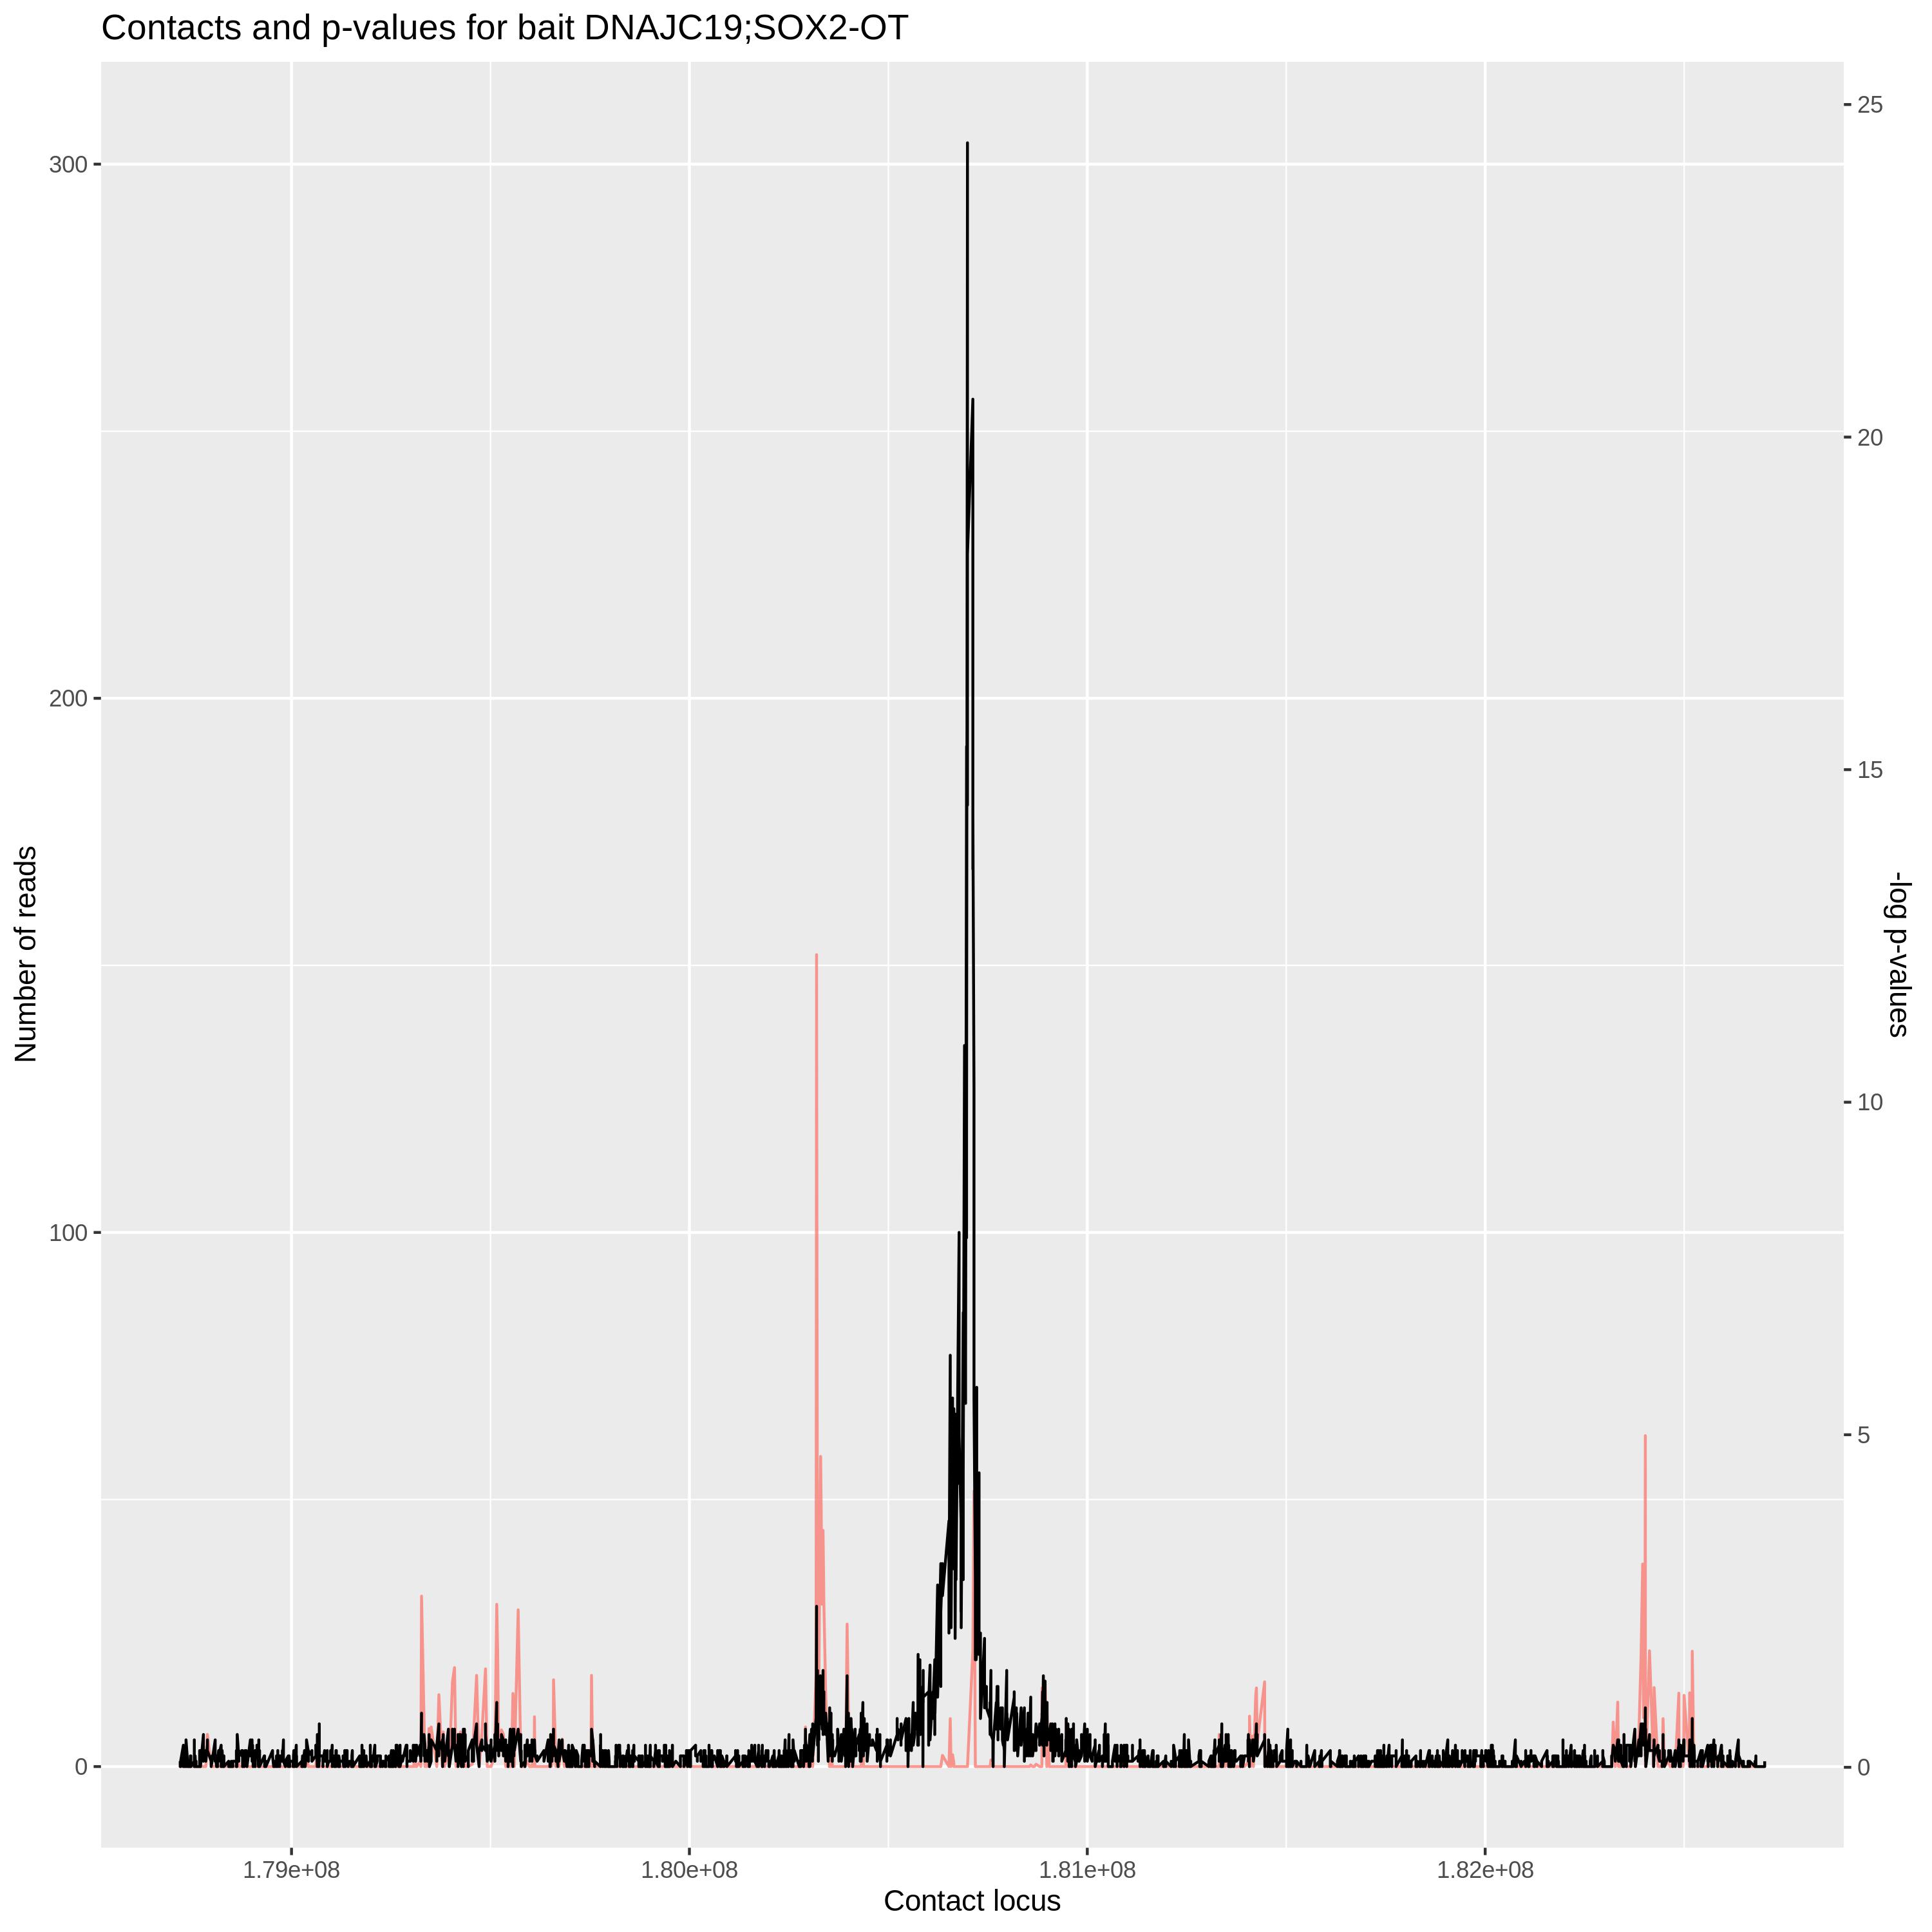 Contacts and p-values for bait DNAJC19;SOX2-OT
300
200
100
0
Number of reads
25
20
15
10
5
0
-log p-values
1.79e+08
1.80e+08
1.81e+08
1.82e+08
Contact locus